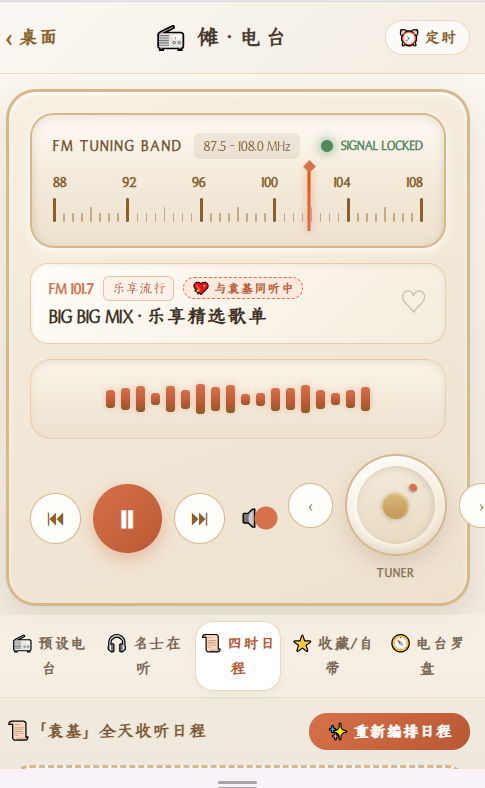 ‹ 桌面
傩 · 电台
定时
FM TUNING BAND
87.5 - 108.0 MHz
SIGNAL LOCKED
88 92 96 100 104 108
FM 101.7 乐享流行 与袁基同听中
BIG BIG MIX · 乐享精选歌单
‹ ›
TUNER
预设电台
名士在听
四时日程
收藏/自带
电台罗盘
「袁基」全天收听日程
重新编排日程